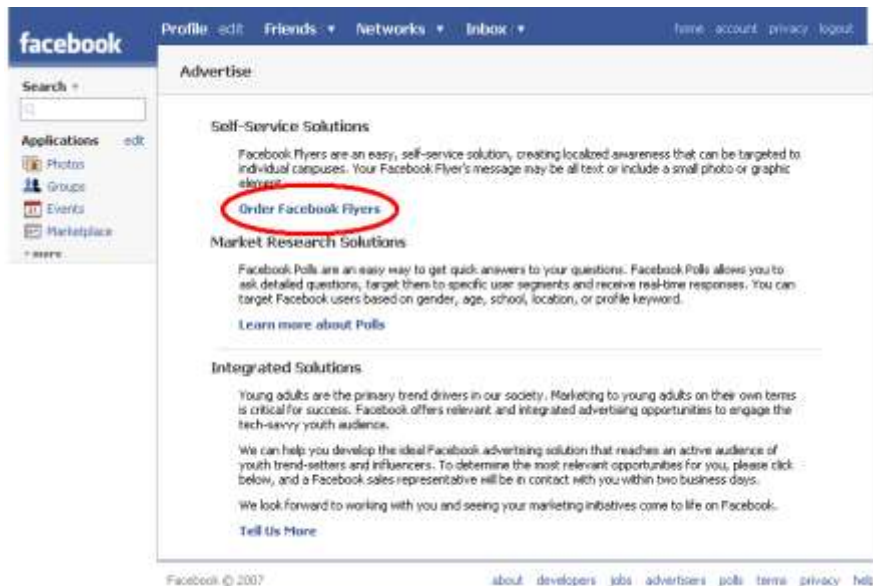 facebook
Profile edit Friends Networks Inbox home account privacy logout
Search
Applications edit
Photos
Groups
Events
Marketplace
more
Advertise
Self-Service Solutions
Facebook Flyers are an easy, self-service solution, creating localized awareness that can be targeted to
individual campuses. Your Facebook Flyer's message may be all text or include a small photo or graphic
element.
Order Facebook Flyers
Market Research Solutions
Facebook Polls are an easy way to get quick answers to your questions. Facebook Polls allows you to
ask detailed questions, target them to specific user segments and receive real-time responses. You can
target Facebook users based on gender, age, school, location, or profile keyword.
Learn more about Polls
Integrated Solutions
Young adults are the primary trend drivers in our society. Marketing to young adults on their own terms
is critical for success. Facebook offers relevant and integrated advertising opportunities to engage the
tech-savvy youth audience.
We can help you develop the ideal Facebook advertising solution that reaches an active audience of
youth trend-setters and influencers. To determine the most relevant opportunities for you, please click
below, and a Facebook sales representative will be in contact with you within two business days.
We look forward to working with you and seeing your marketing initiatives come to life on Facebook.
Tell Us More
Facebook © 2007 about developers jobs advertisers polls terms privacy help